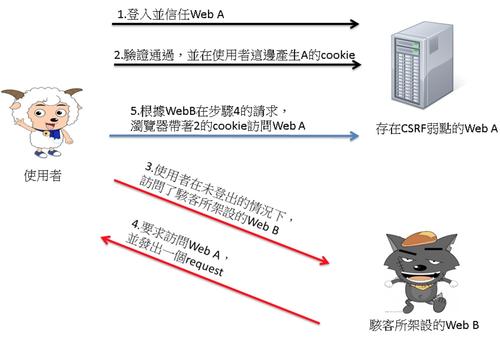 1.登入並信任Web A
2.驗證通過，並在使用者這邊產生A的cookie
5.根據WebB在步驟4的請求，
瀏覽器帶著2的cookie訪問Web A
存在CSRF弱點的Web A
使用者
3.使用者在未登出的情況下，
訪問了駭客所架設的Web B
4.要求訪問Web A，
並發出一個request
駭客所架設的Web B